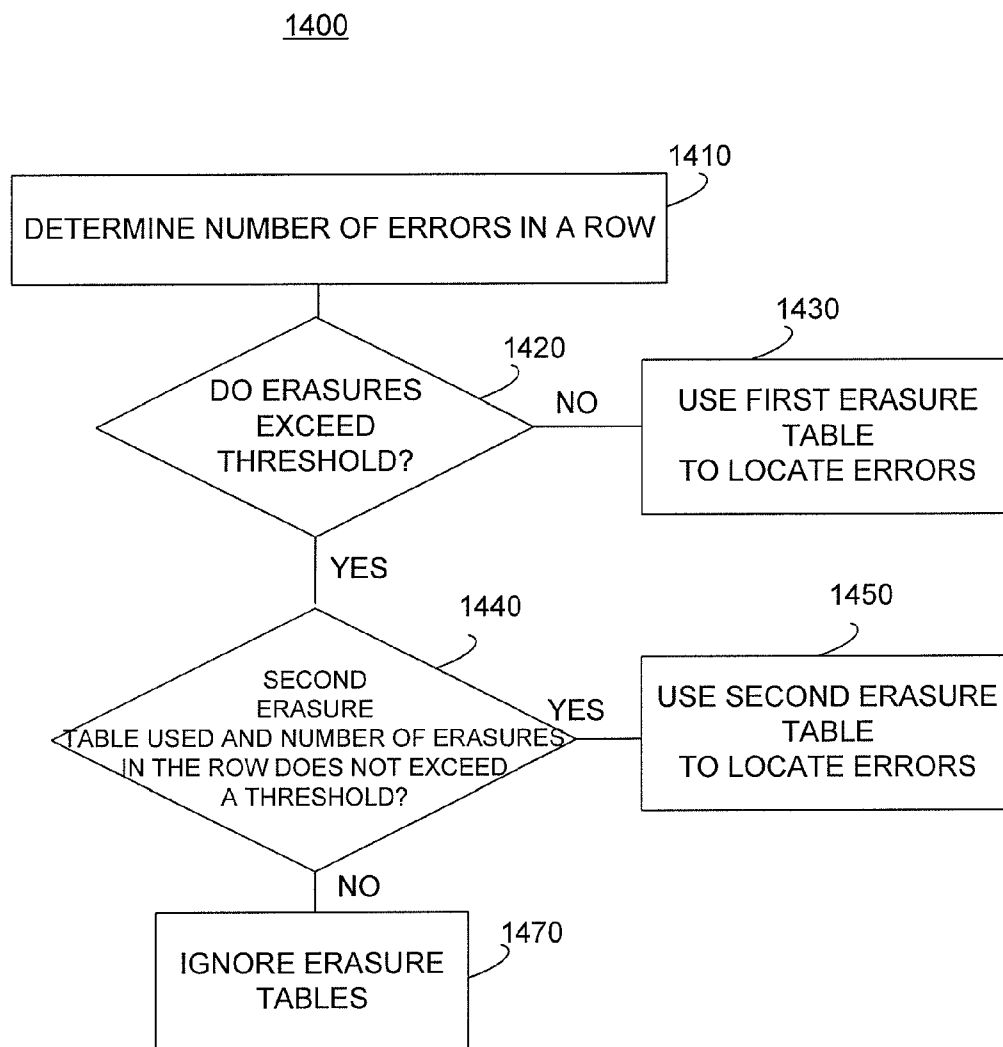 1400
1410
DETERMINE NUMBER OF ERRORS IN A ROW
1420
DO ERASURES
EXCEED
THRESHOLD?
NO
1430
USE FIRST ERASURE
TABLE
TO LOCATE ERRORS
YES
1440
SECOND
ERASURE
TABLE USED AND NUMBER OF ERASURES
IN THE ROW DOES NOT EXCEED
A THRESHOLD?
YES
1450
USE SECOND ERASURE
TABLE
TO LOCATE ERRORS
NO
1470
IGNORE ERASURE
TABLES